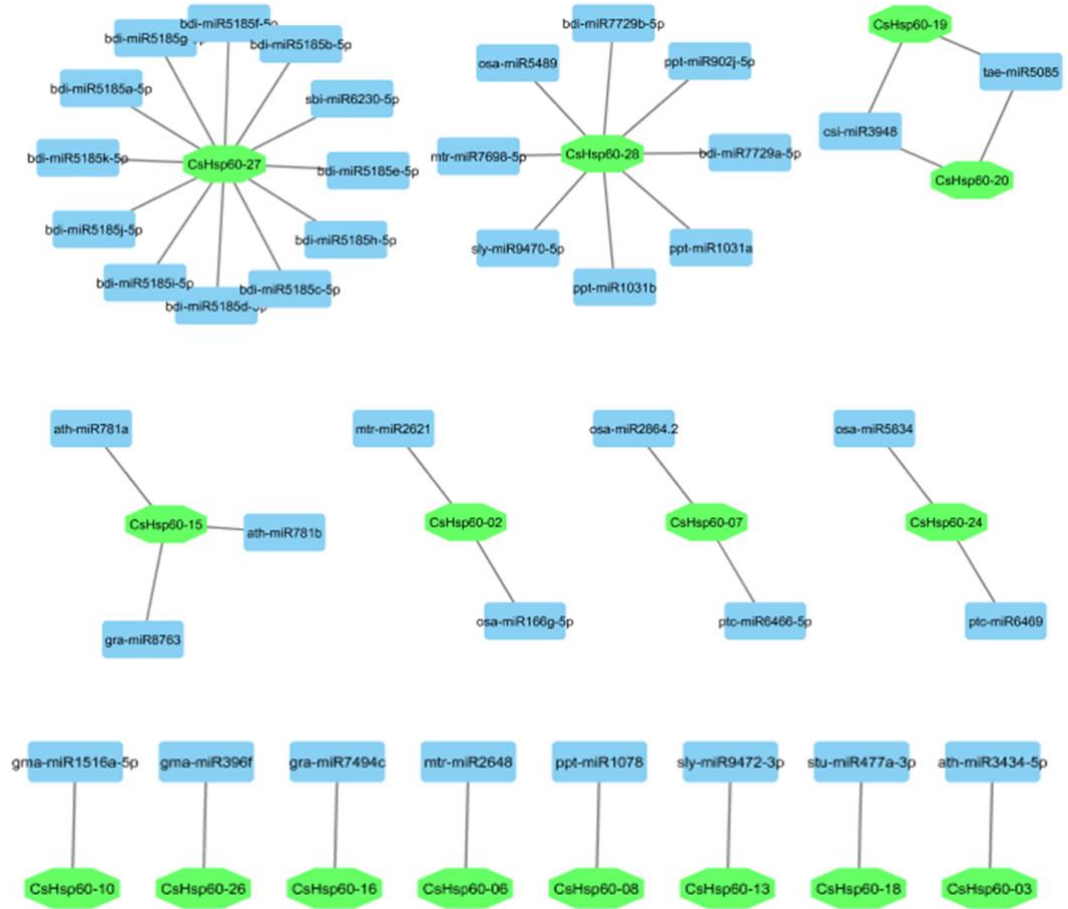 bdi-miR5185f-5p
bdi-miR5185g-5p
bdi-miR5185b-5p
bdi-miR5185a-5p
sbi-miR6230-5p
bdi-miR5185k-5p
CsHsp60-27
bdi-miR5185e-5p
bdi-miR5185j-5p
bdi-miR5185h-5p
bdi-miR5185i-5p
bdi-miR5185c-5p
bdi-miR5185d-5p
bdi-miR7729b-5p
osa-miR5489
ppt-miR902j-5p
mtr-miR7698-5p
CsHsp60-28
bdi-miR7729a-5p
sly-miR9470-5p
ppt-miR1031a
ppt-miR1031b
CsHsp60-19
tae-miR5085
csi-miR3948
CsHsp60-20
ath-miR781a
CsHsp60-15
ath-miR781b
gra-miR8763
mtr-miR2621
CsHsp60-02
osa-miR166g-5p
osa-miR2864.2
CsHsp60-07
ptc-miR6466-5p
osa-miR5834
CsHsp60-24
ptc-miR6469
gma-miR1516a-5p
gma-miR396f
gra-miR7494c
mtr-miR2648
ppt-miR1078
sly-miR9472-3p
stu-miR477a-3p
ath-miR3434-5p
CsHsp60-10
CsHsp60-26
CsHsp60-16
CsHsp60-06
CsHsp60-08
CsHsp60-13
CsHsp60-18
CsHsp60-03